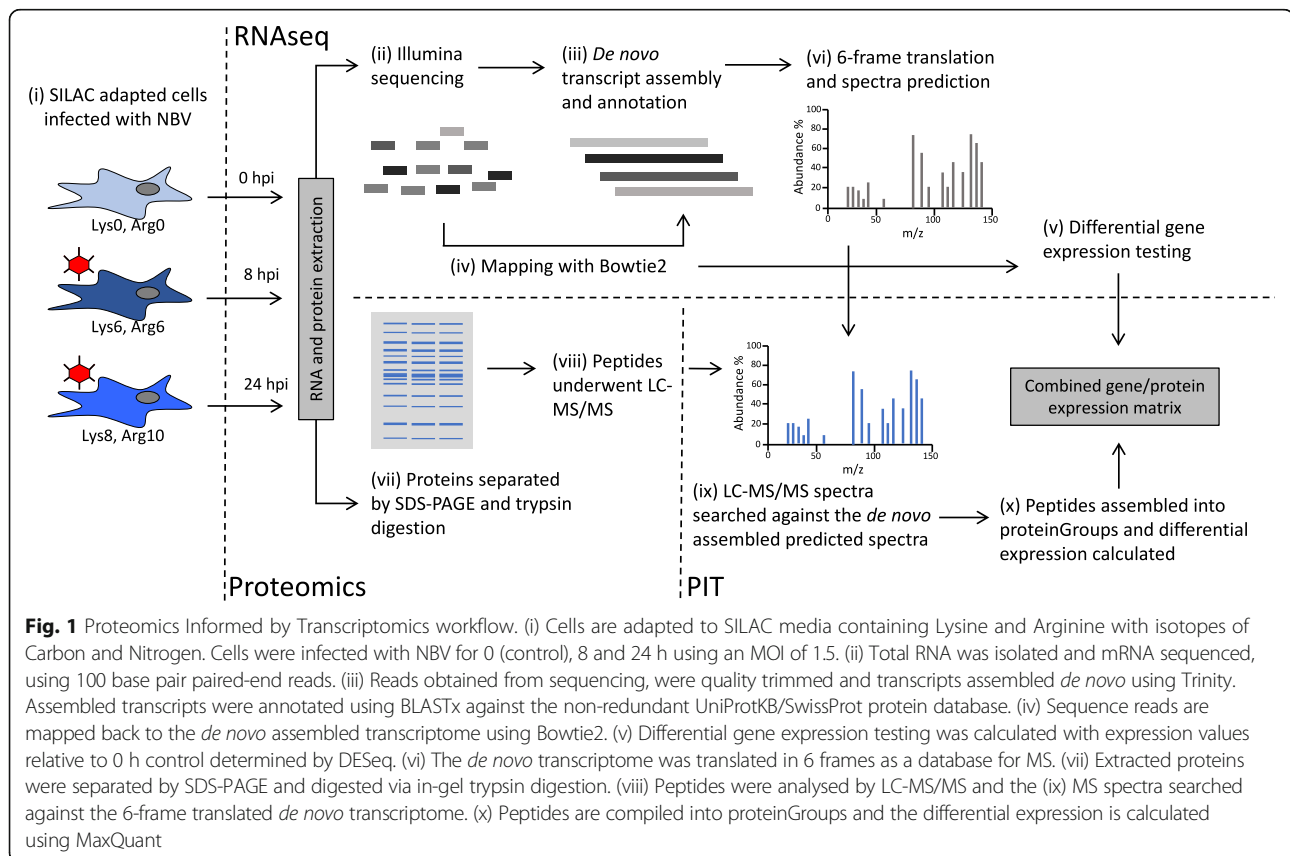 RNAseq
(i) SILAC adapted cells
infected with NBV
0 hpi
Lys0, Arg0
8 hpi
Lys6, Arg6
24 hpi
Lys8, Arg10
RNA and protein extraction
(ii) Illumina
sequencing
(iii) De novo
transcript assembly
and annotation
(vi) 6-frame translation
and spectra prediction
Abundance %
100
80
60
40
20
0
0 50 100 150
m/z
(iv) Mapping with Bowtie2
(v) Differential gene
expression testing
(vii) Proteins separated
by SDS-PAGE and trypsin
digestion
(viii) Peptides
underwent LC-
MS/MS
Abundance %
100
80
60
40
20
0
0 50 100 150
m/z
(ix) LC-MS/MS spectra
searched against the de novo
assembled predicted spectra
(x) Peptides assembled into
proteinGroups and differential
expression calculated
Combined gene/protein
expression matrix
Proteomics
PIT
Fig. 1 Proteomics Informed by Transcriptomics workflow. (i) Cells are adapted to SILAC media containing Lysine and Arginine with isotopes of
Carbon and Nitrogen. Cells were infected with NBV for 0 (control), 8 and 24 h using an MOI of 1.5. (ii) Total RNA was isolated and mRNA sequenced,
using 100 base pair paired-end reads. (iii) Reads obtained from sequencing, were quality trimmed and transcripts assembled de novo using Trinity.
Assembled transcripts were annotated using BLASTx against the non-redundant UniProtKB/SwissProt protein database. (iv) Sequence reads are
mapped back to the de novo assembled transcriptome using Bowtie2. (v) Differential gene expression testing was calculated with expression values
relative to 0 h control determined by DESeq. (vi) The de novo transcriptome was translated in 6 frames as a database for MS. (vii) Extracted proteins
were separated by SDS-PAGE and digested via in-gel trypsin digestion. (viii) Peptides were analysed by LC-MS/MS and the (ix) MS spectra searched
against the 6-frame translated de novo transcriptome. (x) Peptides are compiled into proteinGroups and the differential expression is calculated
using MaxQuant